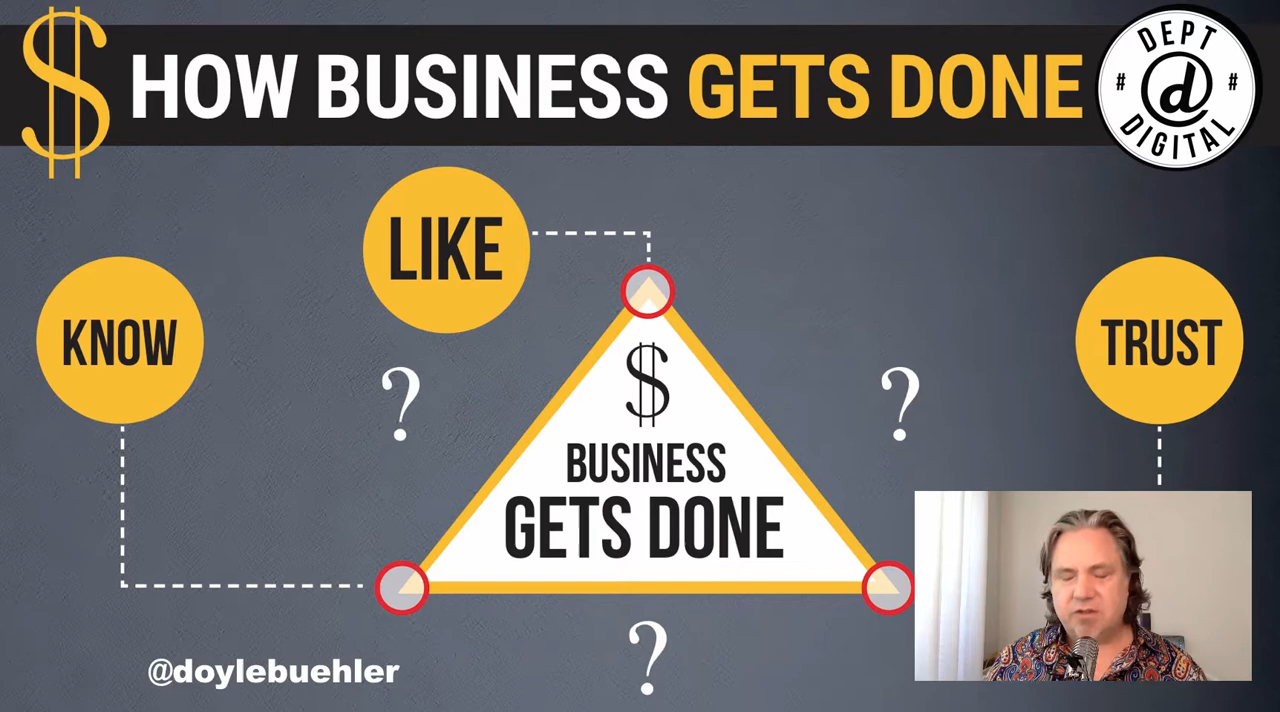 $ HOW BUSINESS GETS DONE
DEPT
# @d #
DIGITAL
LIKE
KNOW
TRUST
?
?
$
BUSINESS
GETS DONE
?
@doylebuehler